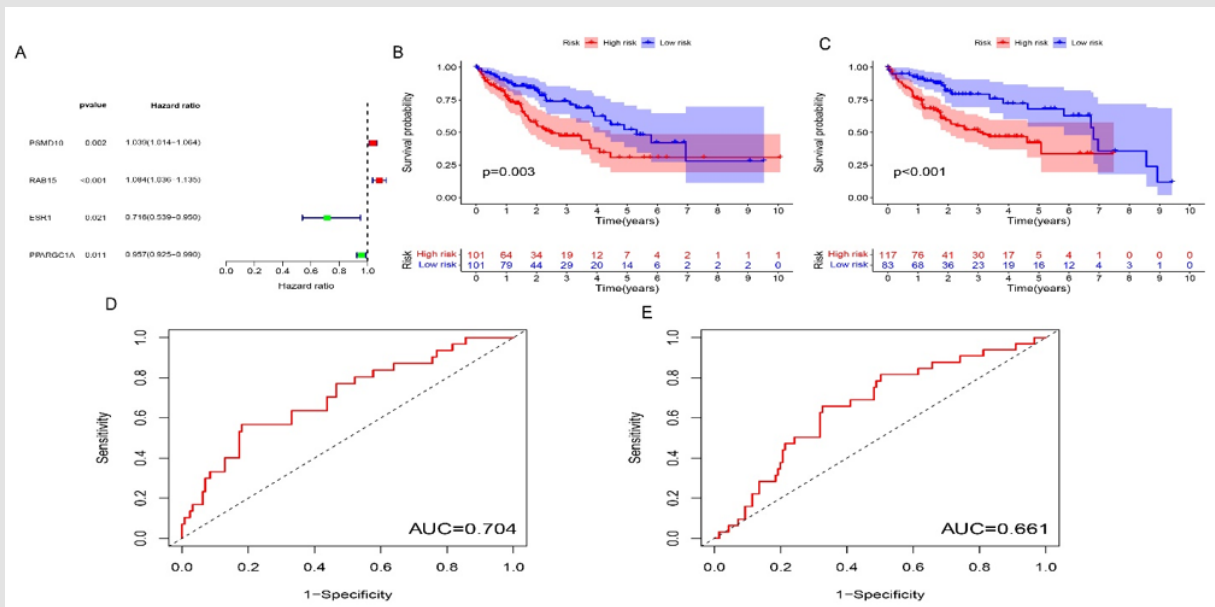 A
pvalue Hazard ratio
PSMD10 0.002 1.039(1.014−1.064)
RAB15 <0.001 1.084(1.036−1.135)
ESR1 0.021 0.716(0.539−0.950)
PPARGC1A 0.011 0.957(0.925−0.990)
0.0 0.2 0.4 0.6 0.8 1.0
Hazard ratio
B
Risk High risk Low risk
Survival probability
1.00
0.75
0.50
0.25
0.00
p=0.003
0 1 2 3 4 5 6 7 8 9 10
Time(years)
Risk
High risk 101 64 34 19 12 7 4 2 1 1 1
Low risk 101 79 44 29 20 14 6 2 2 2 0
0 1 2 3 4 5 6 7 8 9 10
Time(years)
C
Risk High risk Low risk
Survival probability
1.00
0.75
0.50
0.25
0.00
p<0.001
0 1 2 3 4 5 6 7 8 9 10
Time(years)
Risk
High risk 117 76 41 30 17 5 4 1 0 0 0
Low risk 83 68 36 23 19 16 12 4 3 1 0
0 1 2 3 4 5 6 7 8 9 10
Time(years)
D
Sensitivity
1.0
0.8
0.6
0.4
0.2
0.0
AUC=0.704
0.0 0.2 0.4 0.6 0.8 1.0
1−Specificity
E
Sensitivity
1.0
0.8
0.6
0.4
0.2
0.0
AUC=0.661
0.0 0.2 0.4 0.6 0.8 1.0
1−Specificity